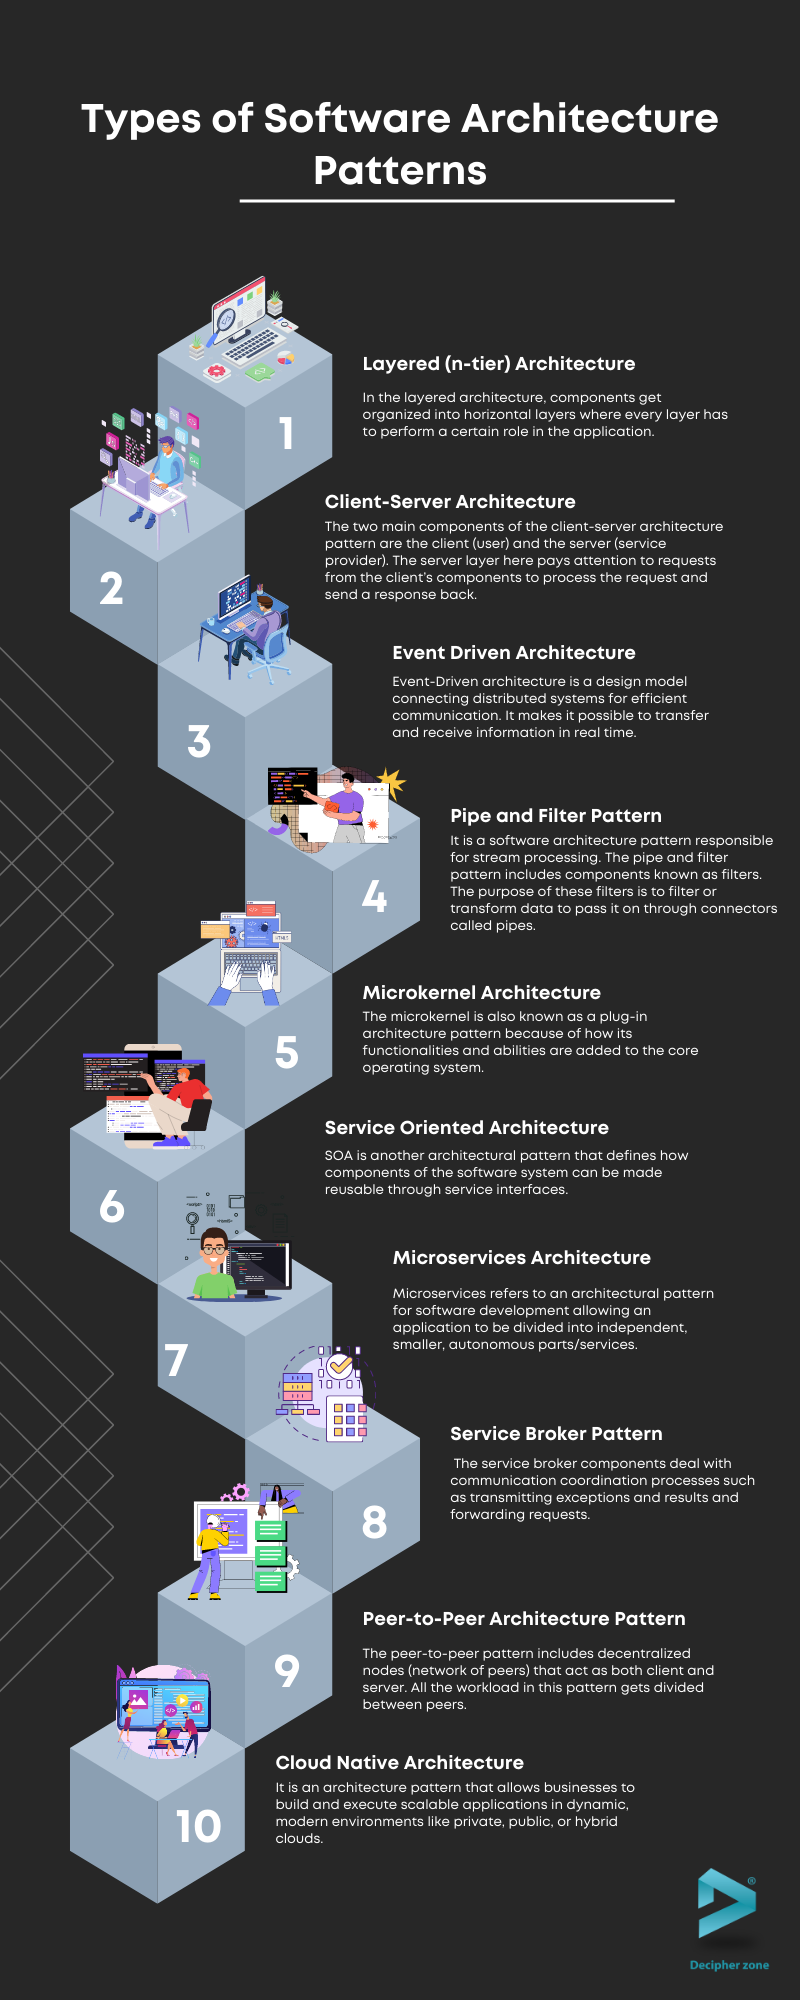 Types of Software Architecture
Patterns
1
Layered (n-tier) Architecture
In the layered architecture, components get
organized into horizontal layers where every layer has
to perform a certain role in the application.
2
Client-Server Architecture
The two main components of the client-server architecture
pattern are the client (user) and the server (service
provider). The server layer here pays attention to requests
from the client's components to process the request and
send a response back.
3
Event Driven Architecture
Event-Driven architecture is a design model
connecting distributed systems for efficient
communication. It makes it possible to transfer
and receive information in real time.
4
Pipe and Filter Pattern
It is a software architecture pattern responsible
for stream processing. The pipe and filter
pattern includes components known as filters.
The purpose of these filters is to filter or
transform data to pass it on through connectors
called pipes.
5
Microkernel Architecture
The microkernel is also known as a plug-in
architecture pattern because of how its
functionalities and abilities are added to the core
operating system.
6
Service Oriented Architecture
SOA is another architectural pattern that defines how
components of the software system can be made
reusable through service interfaces.
7
Microservices Architecture
Microservices refers to an architectural pattern
for software development allowing an
application to be divided into independent,
smaller, autonomous parts/services.
8
Service Broker Pattern
The service broker components deal with
communication coordination processes such
as transmitting exceptions and results and
forwarding requests.
9
Peer-to-Peer Architecture Pattern
The peer-to-peer pattern includes decentralized
nodes (network of peers) that act as both client and
server. All the workload in this pattern gets divided
between peers.
10
Cloud Native Architecture
It is an architecture pattern that allows businesses to
build and execute scalable applications in dynamic,
modern environments like private, public, or hybrid
clouds.
®
Decipher zone